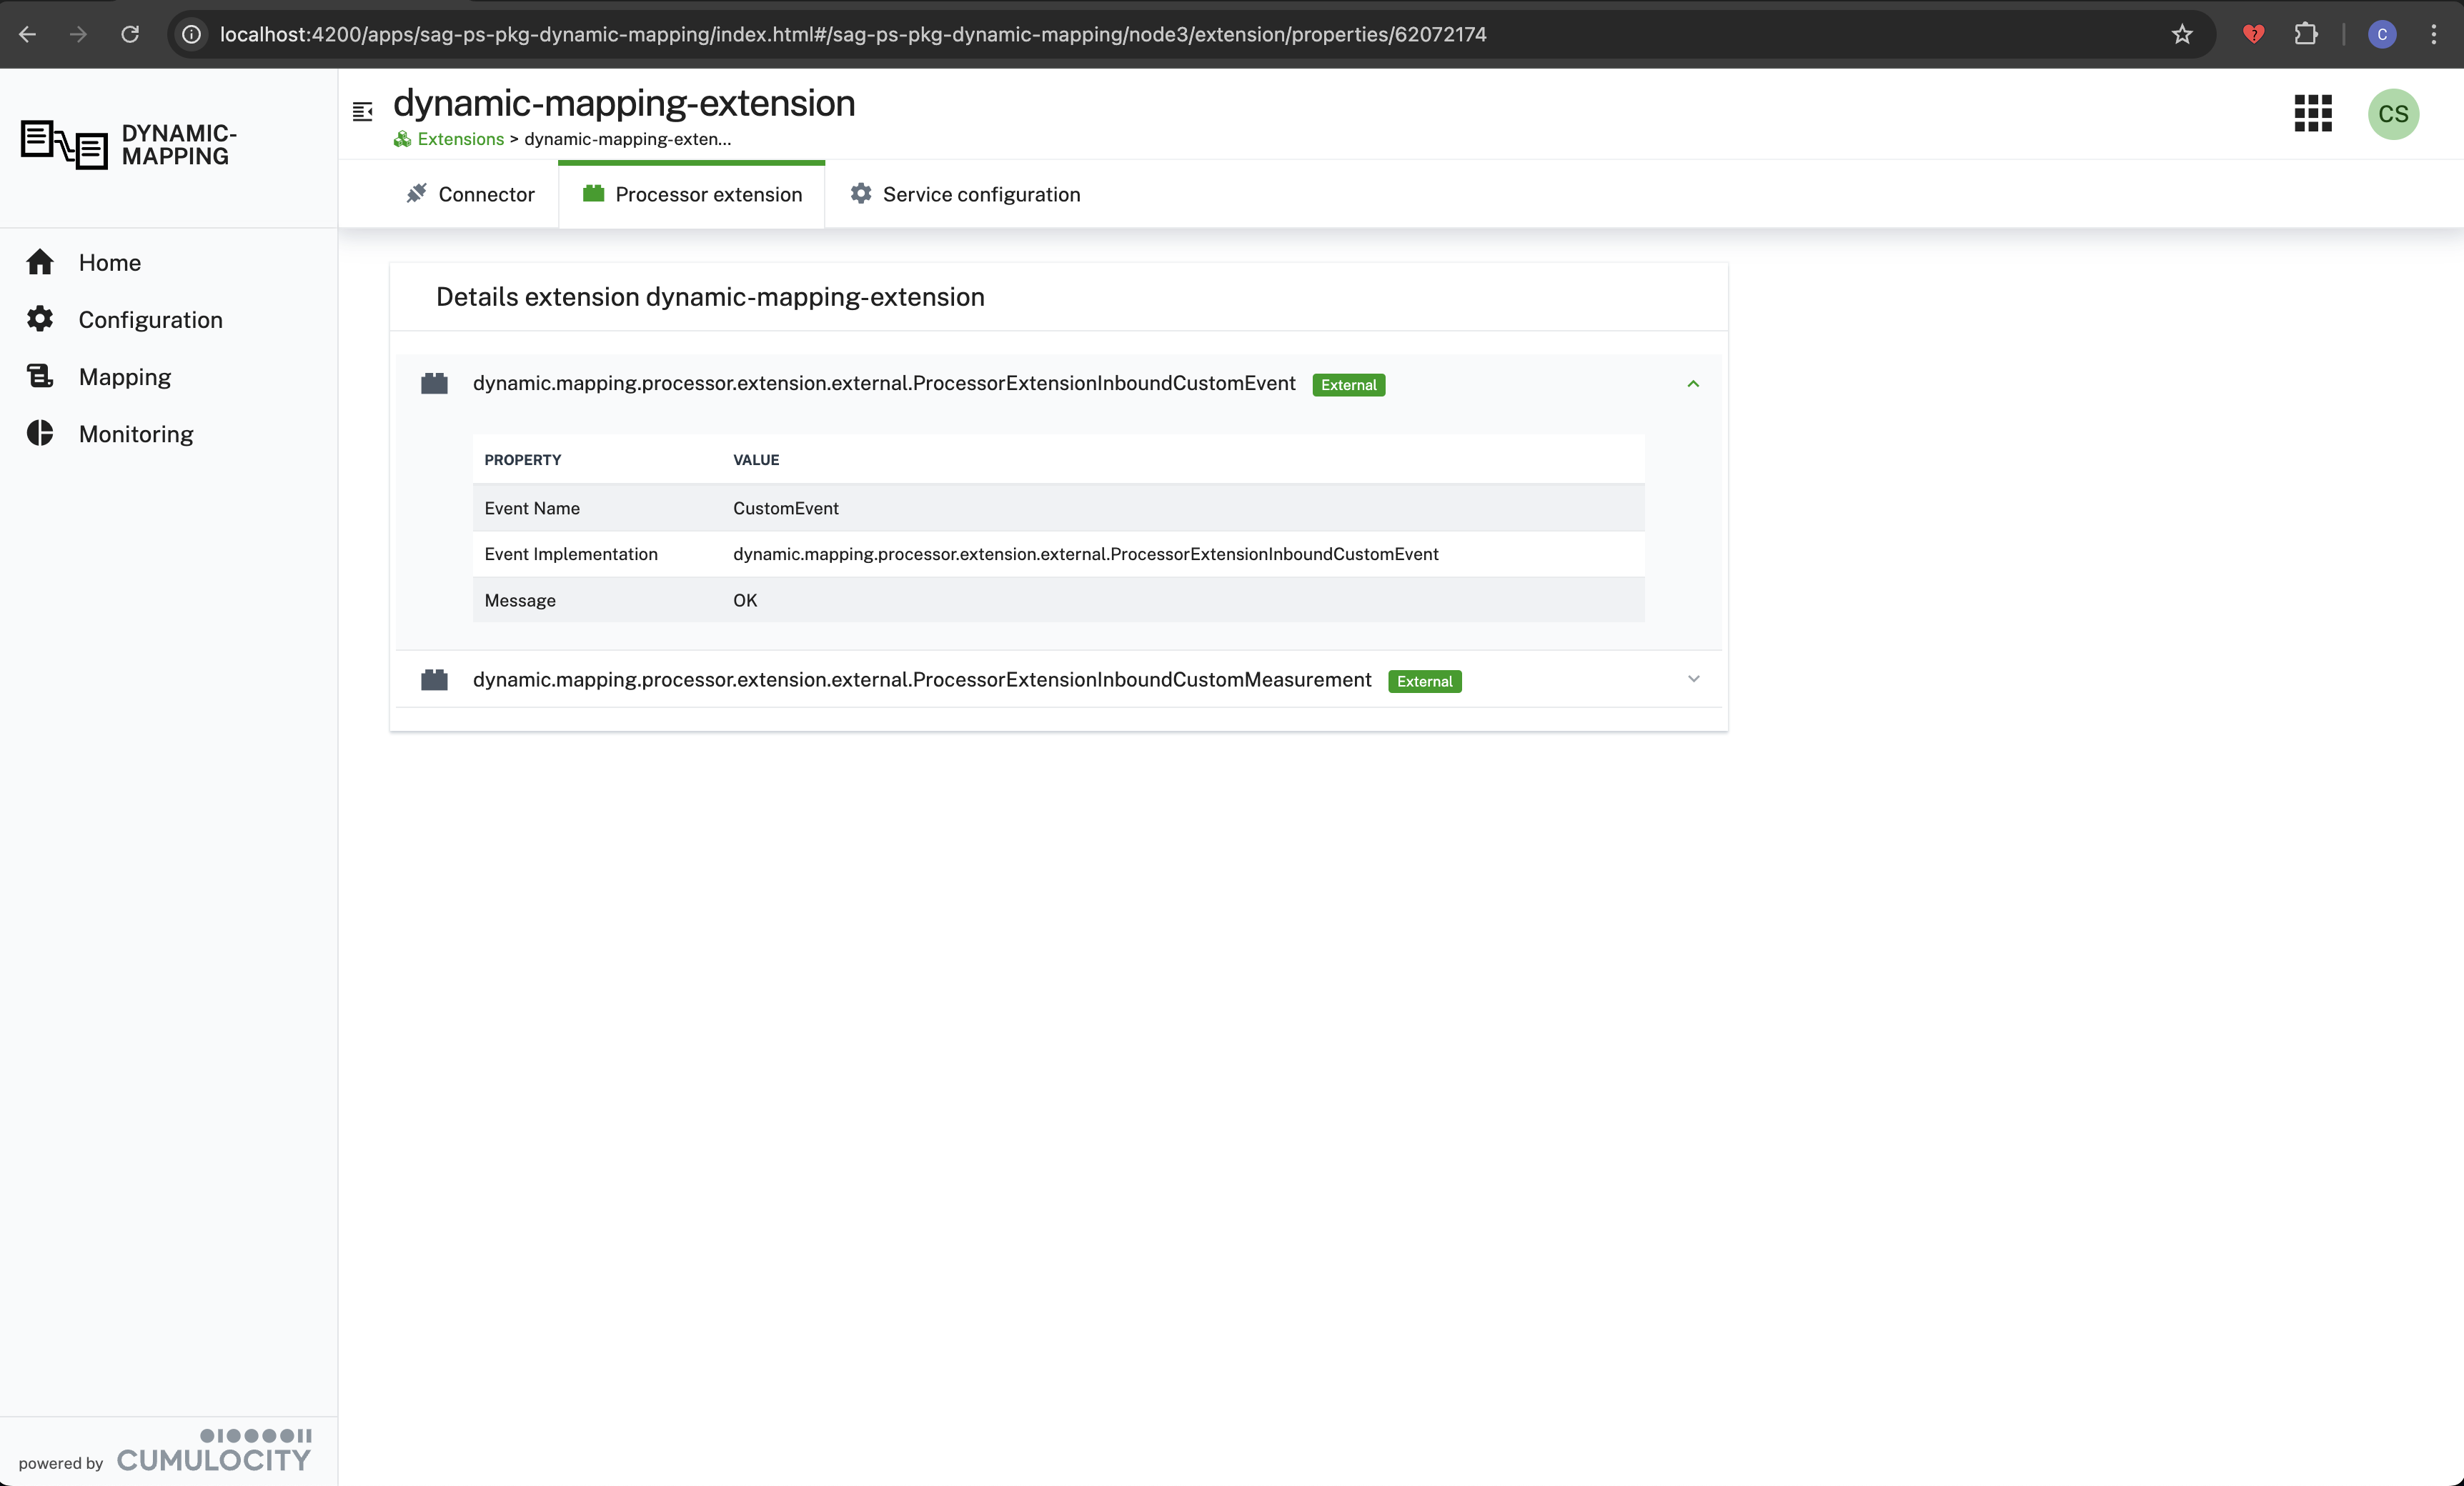 localhost:4200/apps/sag-ps-pkg-dynamic-mapping/index.html#/sag-ps-pkg-dynamic-mapping/node3/extension/properties/62072174
C
DYNAMIC-
MAPPING
dynamic-mapping-extension
Extensions > dynamic-mapping-exten...
CS
Connector
Processor extension
Service configuration
Home
Configuration
Mapping
Monitoring
Details extension dynamic-mapping-extension
dynamic.mapping.processor.extension.external.ProcessorExtensionInboundCustomEvent External
PROPERTY VALUE
Event Name CustomEvent
Event Implementation dynamic.mapping.processor.extension.external.ProcessorExtensionInboundCustomEvent
Message OK
dynamic.mapping.processor.extension.external.ProcessorExtensionInboundCustomMeasurement External
powered by CUMULOCITY